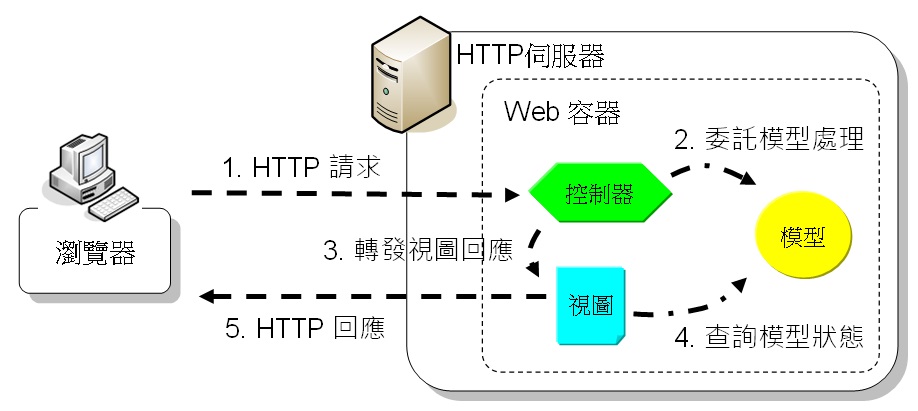 HTTP伺服器
Web 容器
2. 委託模型處理
1. HTTP 請求
控制器
模型
3. 轉發視圖回應
瀏覽器
視圖
5. HTTP 回應
4. 查詢模型狀態